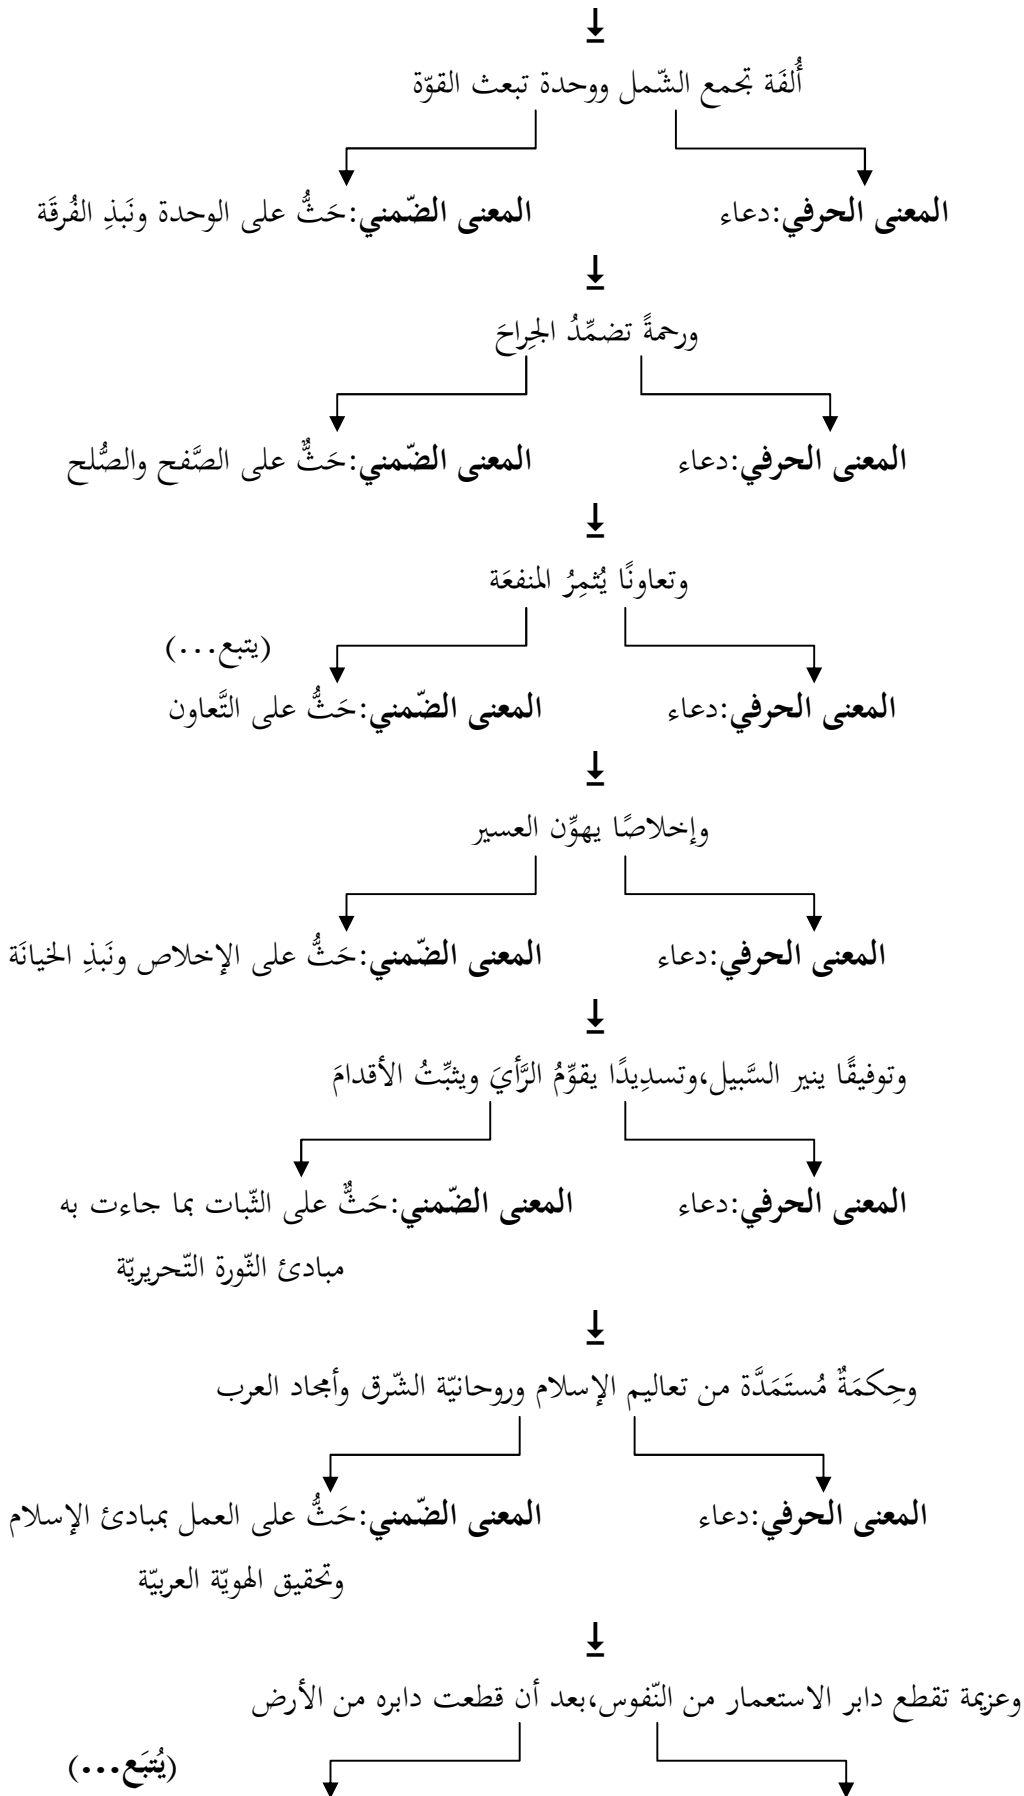 أُلفَة تجمع الشّمل ووحدة تبعث القوّة
المعنى الحرفي:دعاء المعنى الضّمني:حَثُّ على الوحدة ونَبذِ الفُرقَة
ورحمةً تضمِّدُ الجِراحَ
المعنى الحرفي:دعاء المعنى الضّمني:حَثٌّ على الصَّفح والصُّلح
وتعاونًا يُثمِرُ المنفعَة
(يتبع...)
المعنى الحرفي:دعاء المعنى الضّمني:حَثُّ على التَّعاون
وإخلاصًا يهوِّن العسير
المعنى الحرفي:دعاء المعنى الضّمني:حَثُّ على الإخلاص ونَبذِ الخيانَة
وتوفيقًا ينير السَّبيل،وتسدِيدًا يقوِّمُ الرَّأيَ ويثبِّتُ الأقدامَ
المعنى الحرفي:دعاء المعنى الضّمني:حَثٌّ على الثّبات بما جاءت به
مبادئ الثّورة التّحريريّة
وحِكمَةٌ مُستَمَدَّة من تعاليم الإسلام وروحانيّة الشّرق وأمجاد العرب
المعنى الحرفي:دعاء المعنى الضّمني:حَثُّ على العمل بمبادئ الإسلام
وتحقيق الهويّة العربيّة
وعزيمة تقطع دابر الاستعمار من النّفوس،بعد أن قطعت دابره من الأرض
(يُتبَع...)